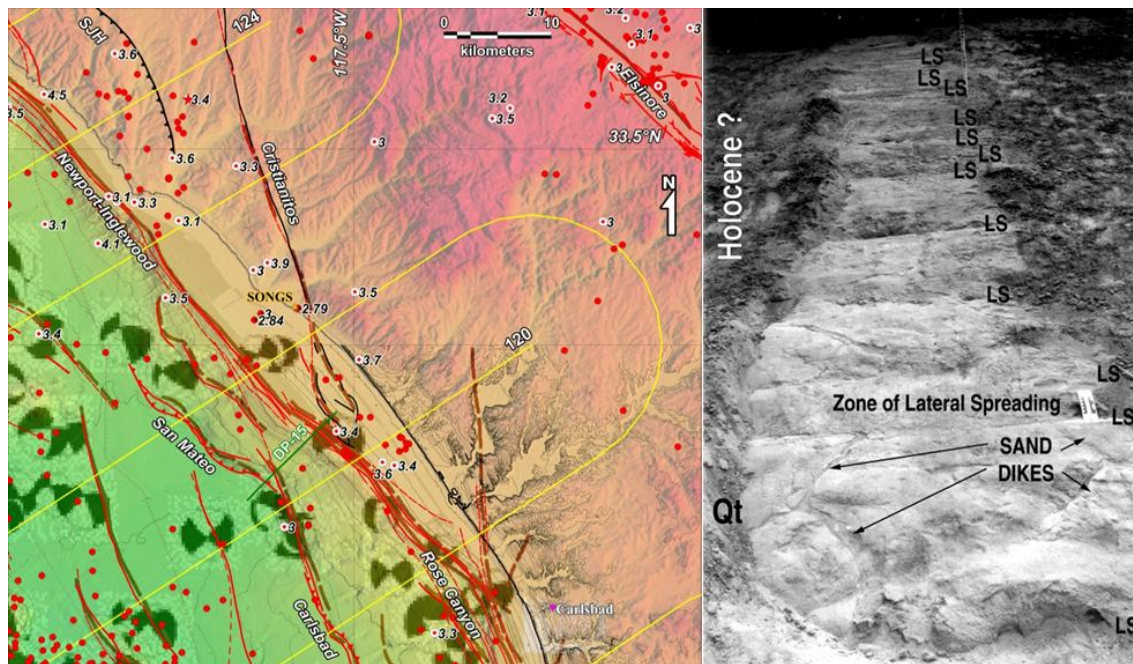 124
SJH
117.5°W
0 10
kilometers
3.1
3.2
3.1
3
3.6
4.5
3.4
3.5
3
Elsinore
3
3.2
3.5
33.5°N
3
3.6
3.3
Cristianitos
N
Newport-Inglewood
3.1
3.3
3.1
3.1
4.1
3
3.9
3
3.5
3.5
SONGS
2.79
3
2.84
3.4
3.7
120
San Mateo
DP-15
3.4
3.6
3.4
3
Carlsbad
Rose Canyon
3.3
Carlsbad
Holocene ?
LS
LS
LS
LS
LS
LS
LS
LS
LS
LS
Zone of Lateral Spreading
LS
SAND
DIKES
Qt
LS